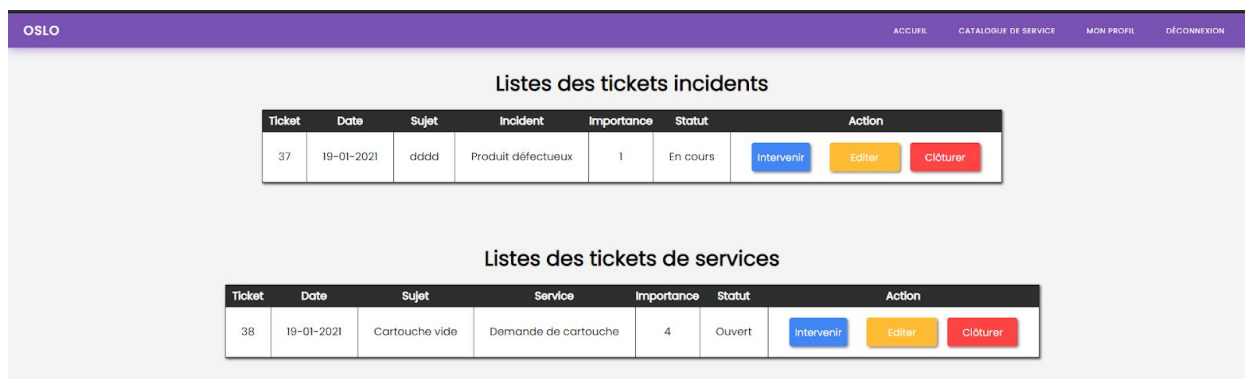 OSLO ACCUEIL CATALOGUE DE SERVICE MON PROFIL DÉCONNEXION
Listes des tickets incidents
Ticket Date Sujet Incident Importance Statut Action
37 19-01-2021 dddd Produit défectueux 1 En cours Intervenir Editer Clôturer
Listes des tickets de services
Ticket Date Sujet Service Importance Statut Action
38 19-01-2021 Cartouche vide Demande de cartouche 4 Ouvert Intervenir Editer Clôturer